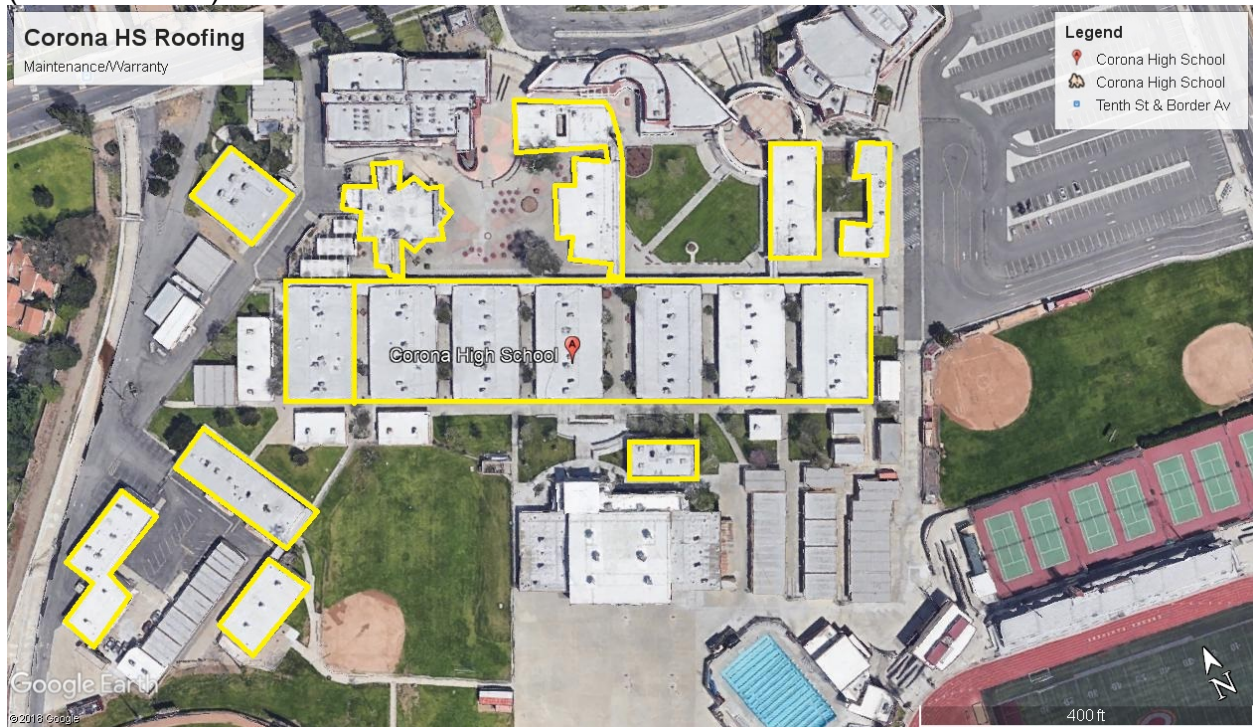 Corona HS Roofing
Maintenance/Warranty
Legend
Corona High School
Corona High School
Tenth St & Border Av
A
Corona High School
A
Google Earth
©2018 Google
400 ft
N